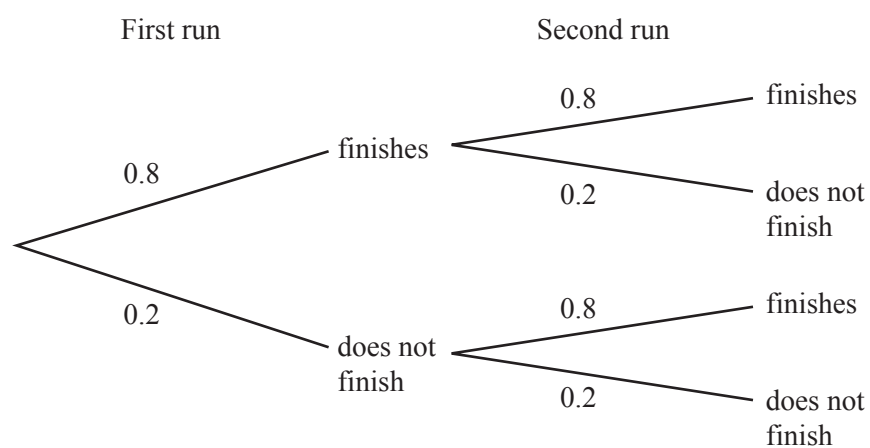 First run
Second run
0.8
finishes
0.2
does not
finish
0.8
finishes
0.2
does not
finish
0.8
finishes
0.2
does not
finish